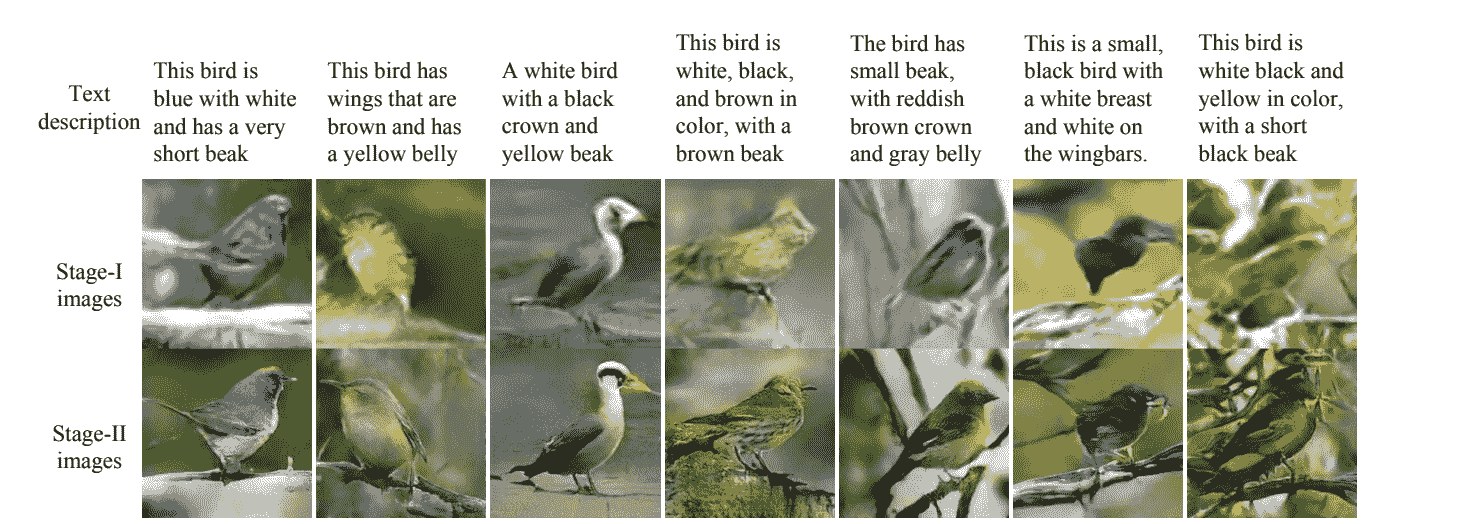 Text
description
This bird is
blue with white
and has a very
short beak
This bird has
wings that are
brown and has
a yellow belly
A white bird
with a black
crown and
yellow beak
This bird is
white, black,
and brown in
color, with a
brown beak
The bird has
small beak,
with reddish
brown crown
and gray belly
This is a small,
black bird with
a white breast
and white on
the wingbars.
This bird is
white black and
yellow in color,
with a short
black beak
Stage-I
images
Stage-II
images